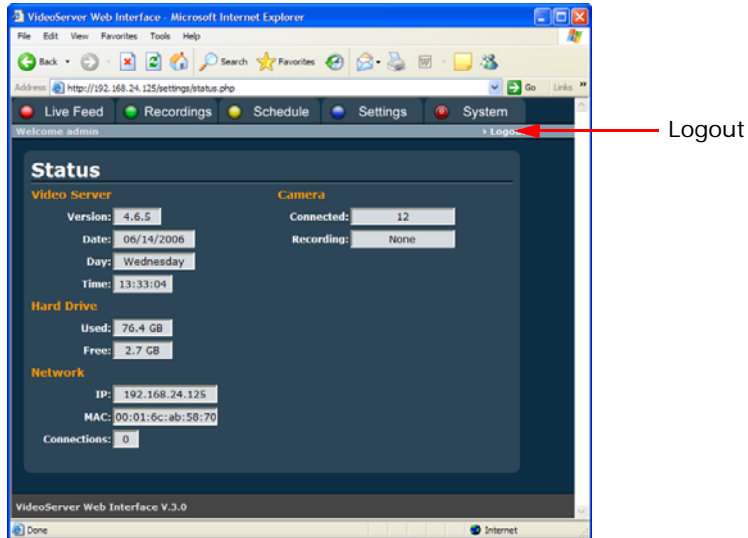 VideoServer Web Interface - Microsoft Internet Explorer
File Edit View Favorites Tools Help
Back Search Favorites
Address http://192.168.24.125/settings/status.php Go Links »
Live Feed Recordings Schedule Settings System
Welcome admin › Logout
Logout
Status
Video Server Camera
Version: 4.6.5 Connected: 12
Date: 06/14/2006 Recording: None
Day: Wednesday
Time: 13:33:04
Hard Drive
Used: 76.4 GB
Free: 2.7 GB
Network
IP: 192.168.24.125
MAC: 00:01:6c:ab:58:70
Connections: 0
VideoServer Web Interface V.3.0
Done Internet